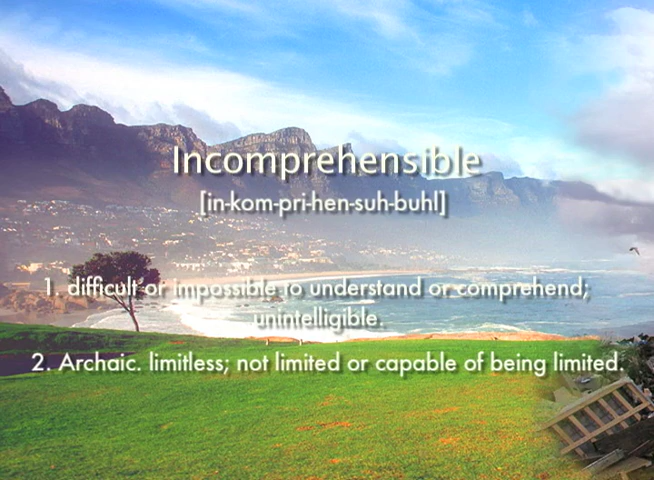 Incomprehensible
[in-kom-pri-hen-suh-buhl]
1. difficult or impossible to understand or comprehend;
unintelligible.
2. Archaic. limitless; not limited or capable of being limited.